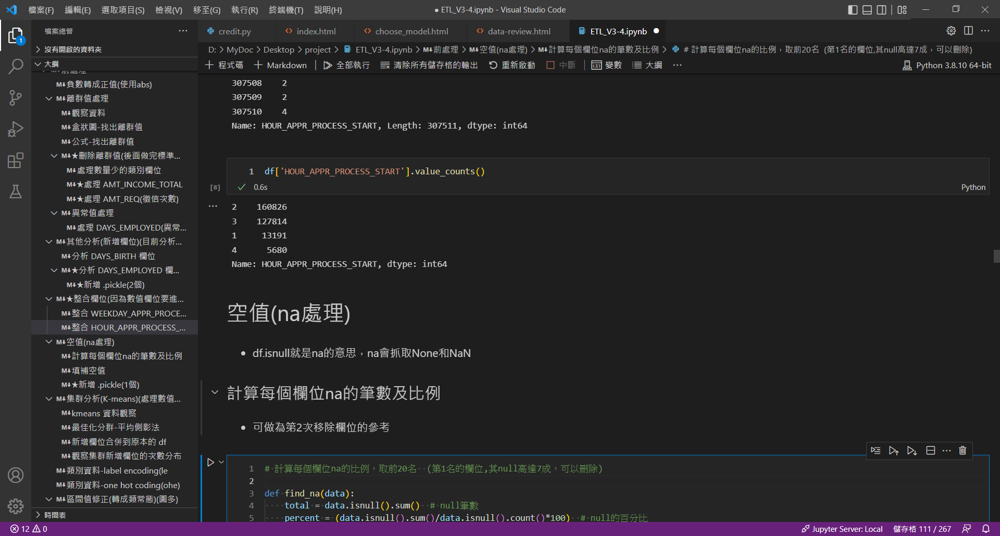 檔案(F) 編輯(E) 選取項目(S) 檢視(V) 移至(G) 執行(R) 終端機(T) 說明(H)
● ETL_V3-4.ipynb - Visual Studio Code
檔案總管
沒有開啟的資料夾
大綱
負數轉成正值(使用abs)
離群值處理
觀察資料
盒狀圖-找出離群值
公式-找出離群值
★刪除離群值(後面做完標準...
處理數量少的類別欄位
★處理 AMT_INCOME_TOTAL
★處理 AMT_REQ(徵信次數)
異常值處理
處理 DAYS_EMPLOYED(異常...
其他分析(新增欄位)(目前分析...
分析 DAYS_BIRTH 欄位
★分析 DAYS_EMPLOYED 欄...
★新增 .pickle(2個)
★整合欄位(因為數值欄位要進...
整合 WEEKDAY_APPR_PROCE...
整合 HOUR_APPR_PROCESS_...
空值(na處理)
計算每個欄位na的筆數及比例
填補空值
★新增 .pickle(1個)
集群分析(K-means)(處理數值...
kmeans 資料觀察
最佳化分群-平均側影法
新增欄位合併到原本的 df
觀察集群新增欄位的次數分布
類別資料-label encoding(le
類別資料-one hot coding(ohe)
區間值修正(轉成類常態)(圖多)
時間表
credit.py index.html choose_model.html data-review.html ETL_V3-4.ipynb
D: > MyDoc > Desktop > project > ETL_V3-4.ipynb > M↓前處理 > M↓空值(na處理) > M↓計算每個欄位na的筆數及比例 > # 計算每個欄位na的比例，取前20名 (第1名的欄位,其null高達7成，可以刪除)
+ 程式碼 + Markdown 全部執行 清除所有儲存格的輸出 重新啟動 中斷 變數 大綱 ···
Python 3.8.10 64-bit
307508 2
307509 2
307510 4
Name: HOUR_APPR_PROCESS_START, Length: 307511, dtype: int64
1 df['HOUR_APPR_PROCESS_START'].value_counts()
[8] 0.6s Python
2 160826
3 127814
1 13191
4 5680
Name: HOUR_APPR_PROCESS_START, dtype: int64
空值(na處理)
• df.isnull就是na的意思，na會抓取None和NaN
計算每個欄位na的筆數及比例
• 可做為第2次移除欄位的參考
1 # 計算每個欄位na的比例，取前20名 (第1名的欄位,其null高達7成，可以刪除)
2
3 def find_na(data):
4 total = data.isnull().sum() # null筆數
5 percent = (data.isnull().sum()/data.isnull().count()*100) # null的百分比
12 0
Jupyter Server: Local 儲存格 111 / 267